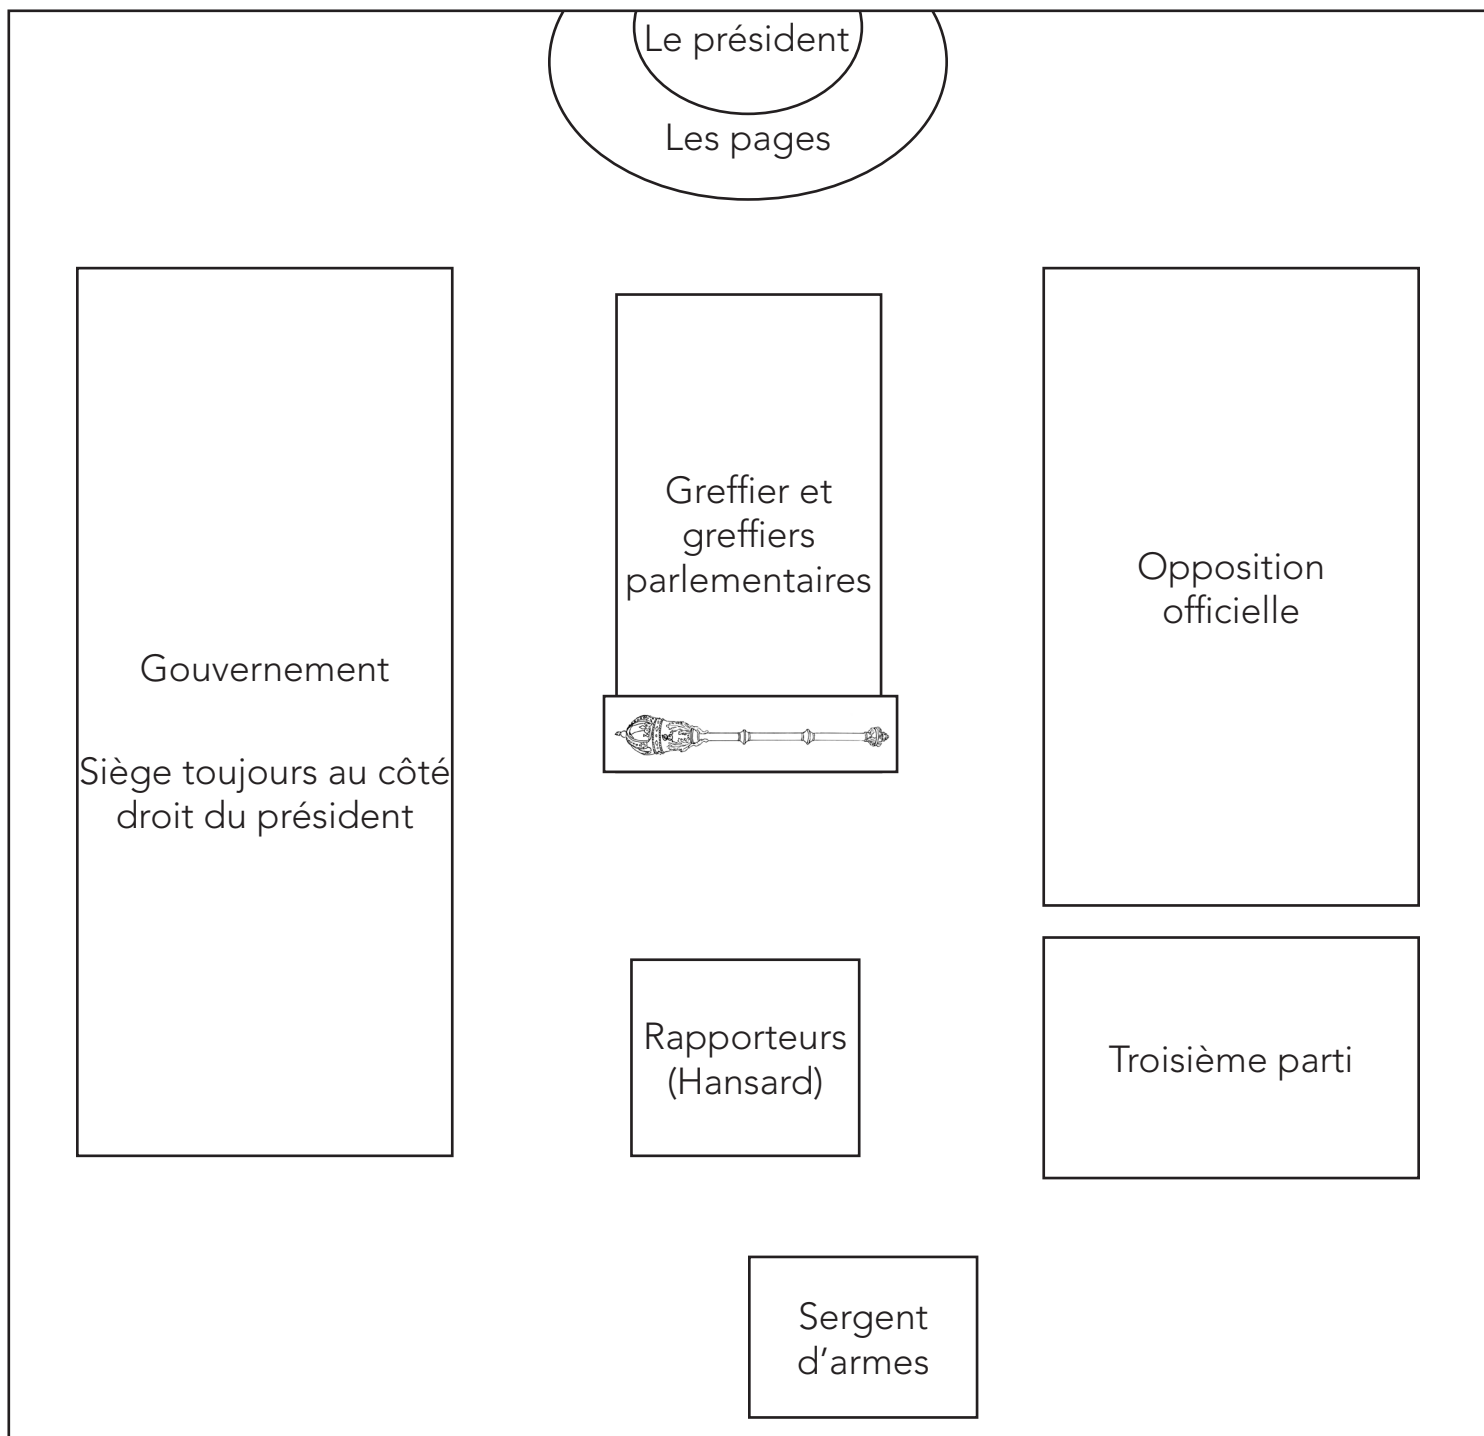 Le président
Les pages
Gouvernement
Siège toujours au côté
droit du président
Greffier et
greffiers
parlementaires
Opposition
officielle
Rapporteurs
(Hansard)
Troisième parti
Sergent
d'armes